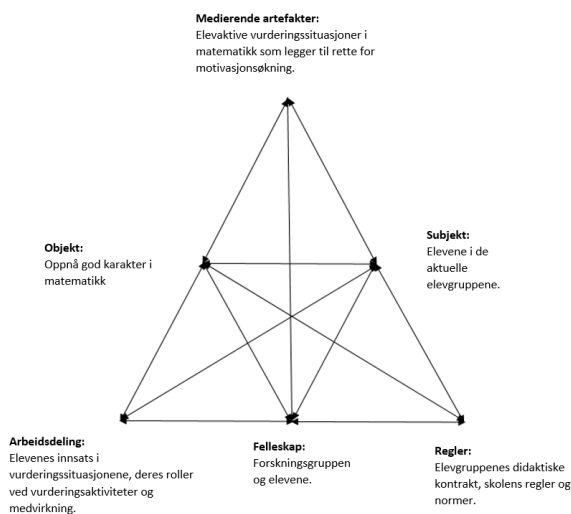 Medierende artefakter:
Elevaktive vurderingssituasjoner i
matematikk som legger til rette for
motivasjonsøkning.
Objekt:
Oppnå god karakter i
matematikk
Subjekt:
Elevene i de
aktuelle
elevgruppene.
Arbeidsdeling:
Elevenes innsats i
vurderingssituasjonene, deres roller
ved vurderingsaktiviteter og
medvirkning.
Felleskap:
Forskningsgruppen
og elevene.
Regler:
Elevgruppenes didaktiske
kontrakt, skolens regler og
normer.